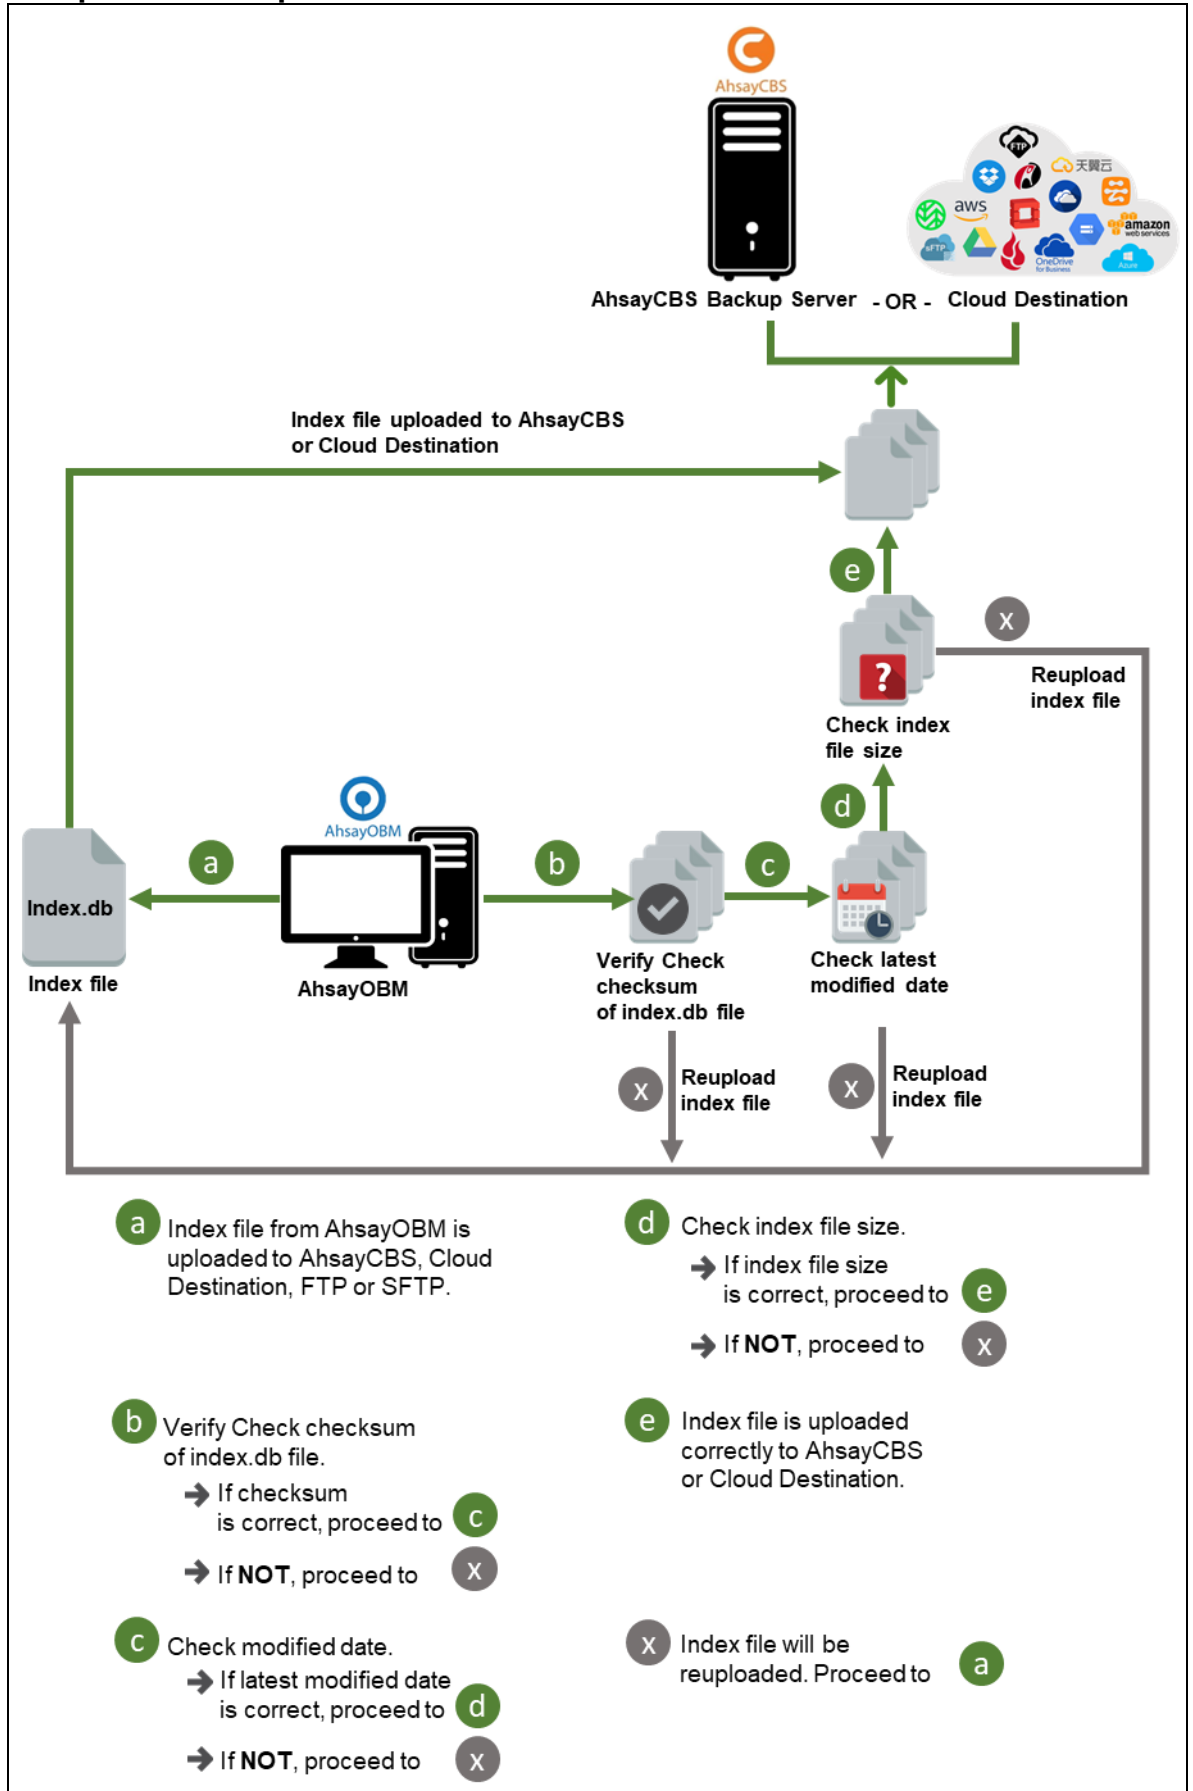 AhsayCBS
FTP
天翼云
aws
amazon
web services
SFTP
OneDrive
for Business
Azure
AhsayCBS Backup Server - OR - Cloud Destination
Index file uploaded to AhsayCBS
or Cloud Destination
e
x
Reupload
index file
?
Check index
file size
d
AhsayOBM
a
b
c
Index.db
Index file
AhsayOBM
Verify Check
checksum
of index.db file
Check latest
modified date
x
Reupload
index file
x
Reupload
index file
a
Index file from AhsayOBM is
uploaded to AhsayCBS, Cloud
Destination, FTP or SFTP.
b
Verify Check checksum
of index.db file.
If checksum
is correct, proceed to c
If NOT, proceed to x
c
Check modified date.
If latest modified date
is correct, proceed to d
If NOT, proceed to x
d
Check index file size.
If index file size
is correct, proceed to e
If NOT, proceed to x
e
Index file is uploaded
correctly to AhsayCBS
or Cloud Destination.
x
Index file will be
reuploaded. Proceed to a